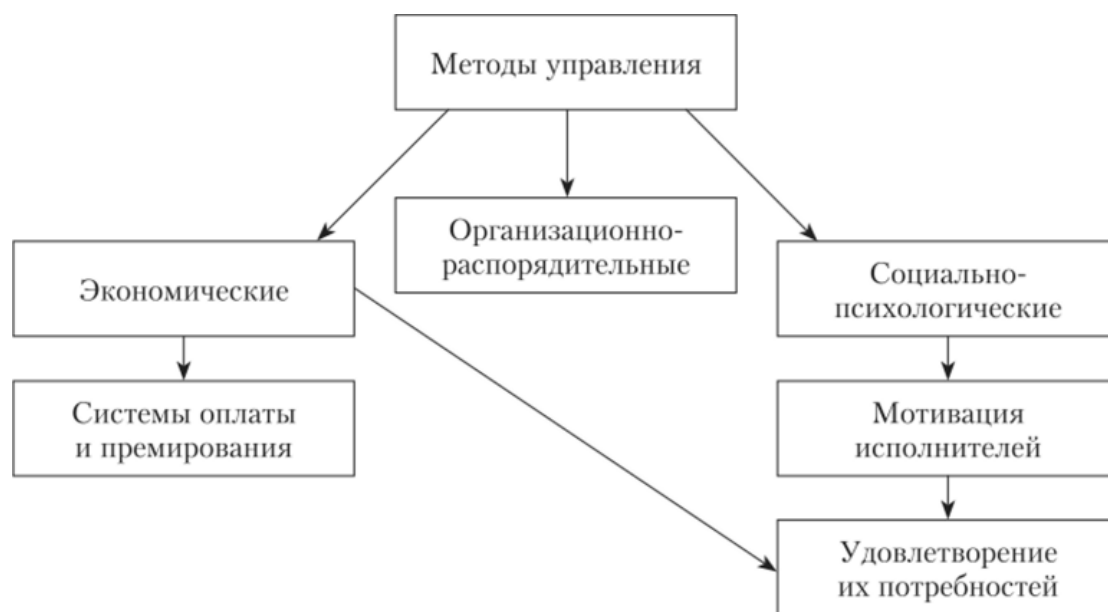 Методы управления
Организационно-
распорядительные
Экономические
Социально-
психологические
Системы оплаты
и премирования
Мотивация
исполнителей
Удовлетворение
их потребностей